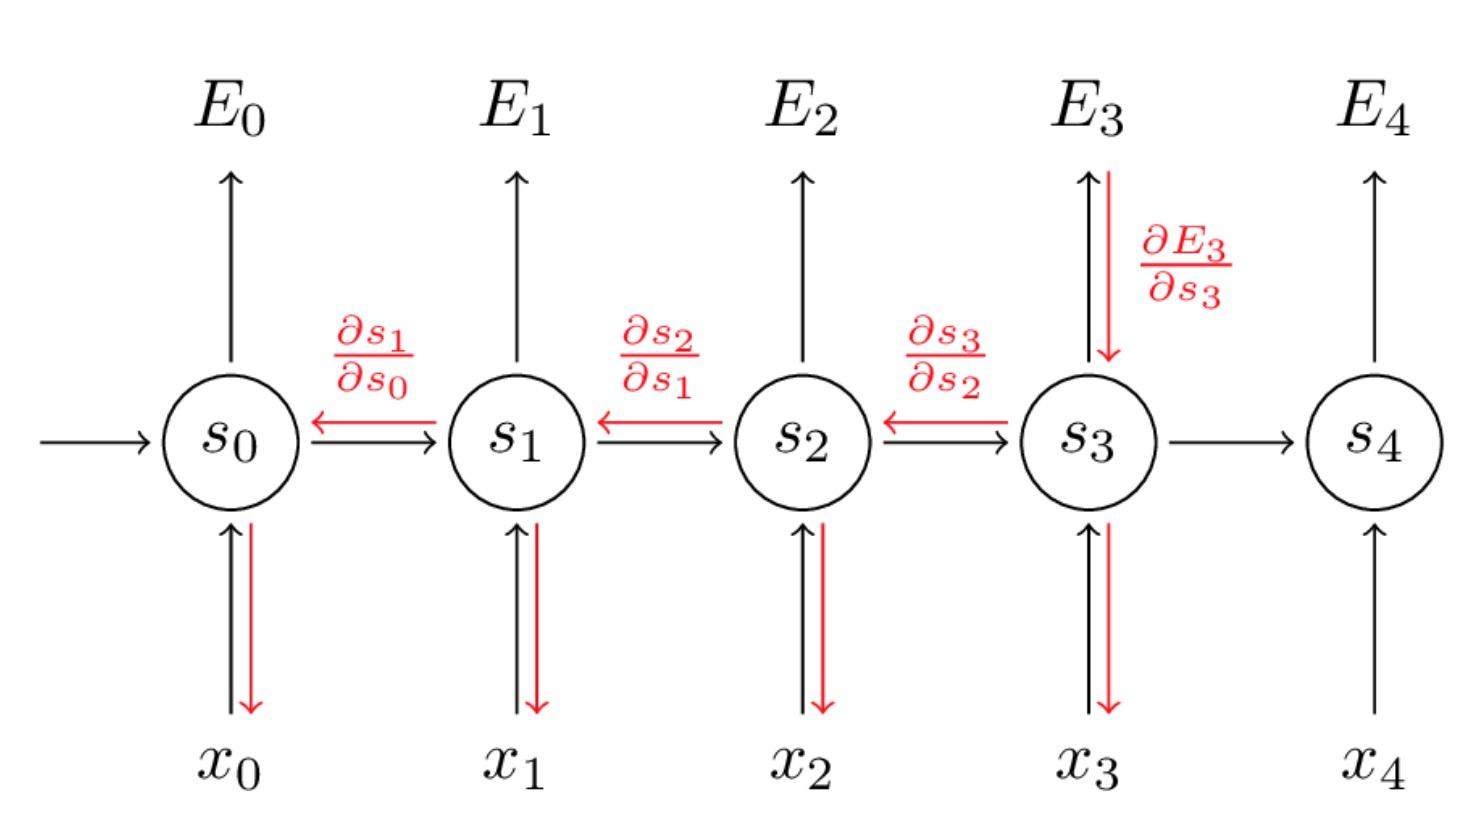 E₀ E₁ E₂ E₃ E₄
∂E₃/∂s₃
∂s₁/∂s₀ ∂s₂/∂s₁ ∂s₃/∂s₂
s₀ s₁ s₂ s₃ s₄
x₀ x₁ x₂ x₃ x₄